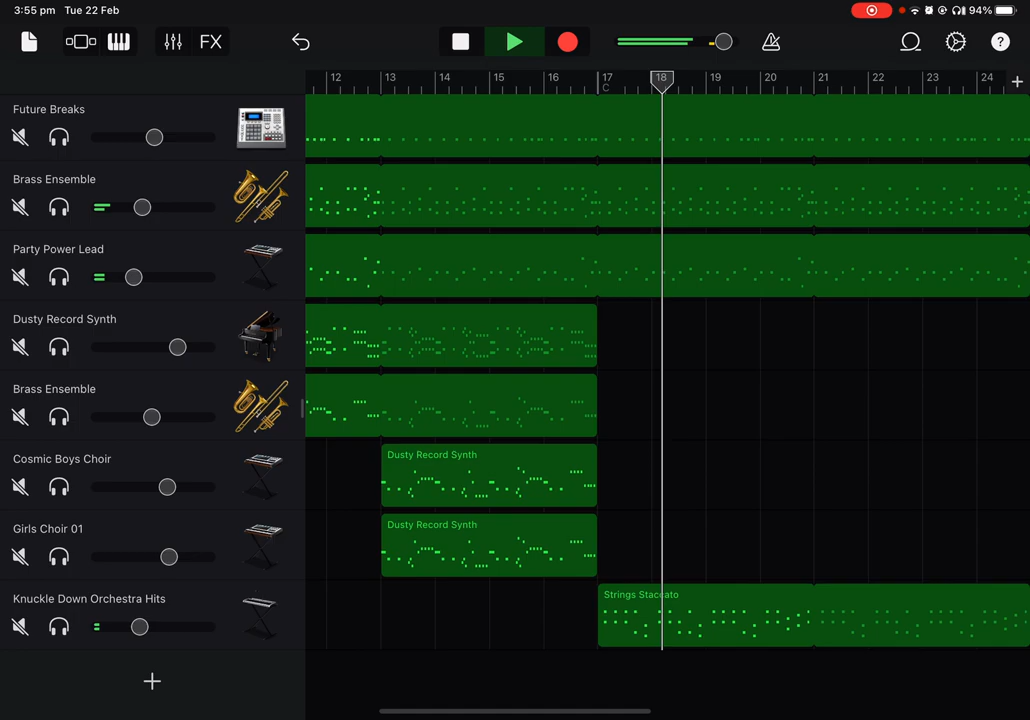 3:55 pm Tue 22 Feb
94%
FX
?
12 13 14 15 16 17 18 19 20 21 22 23 24 +
C
Future Breaks
Brass Ensemble
Party Power Lead
Dusty Record Synth
Brass Ensemble
Cosmic Boys Choir
Dusty Record Synth
Girls Choir 01
Dusty Record Synth
Knuckle Down Orchestra Hits
Strings Staccato
+